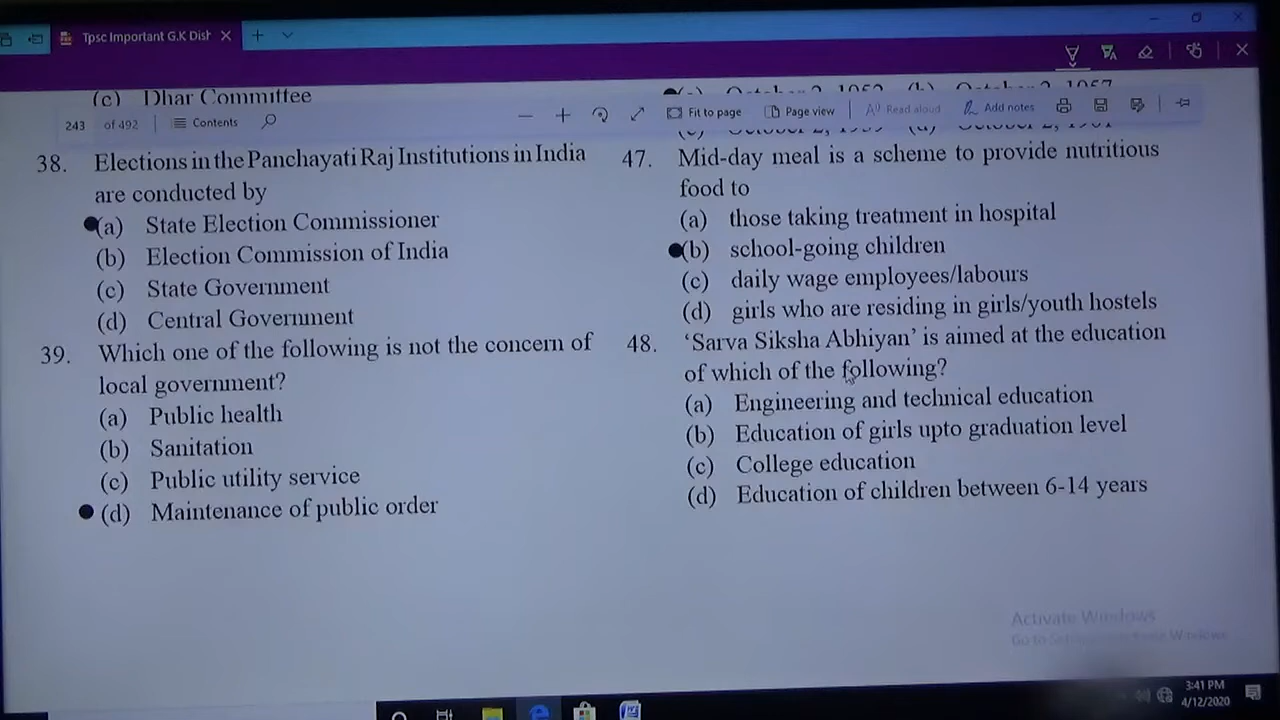 Tpsc Important G.K Dist
(c) Dhar Committee
243 of 492
Contents
Fit to page
Page view
Read aloud
Add notes
38. Elections in the Panchayati Raj Institutions in India
are conducted by
(a) State Election Commissioner
(b) Election Commission of India
(c) State Government
(d) Central Government
39. Which one of the following is not the concern of
local government?
(a) Public health
(b) Sanitation
(c) Public utility service
(d) Maintenance of public order
47. Mid-day meal is a scheme to provide nutritious
food to
(a) those taking treatment in hospital
(b) school-going children
(c) daily wage employees/labours
(d) girls who are residing in girls/youth hostels
48. ‘Sarva Siksha Abhiyan’ is aimed at the education
of which of the following?
(a) Engineering and technical education
(b) Education of girls upto graduation level
(c) College education
(d) Education of children between 6-14 years
Activate Windows
3:41 PM
4/12/2020